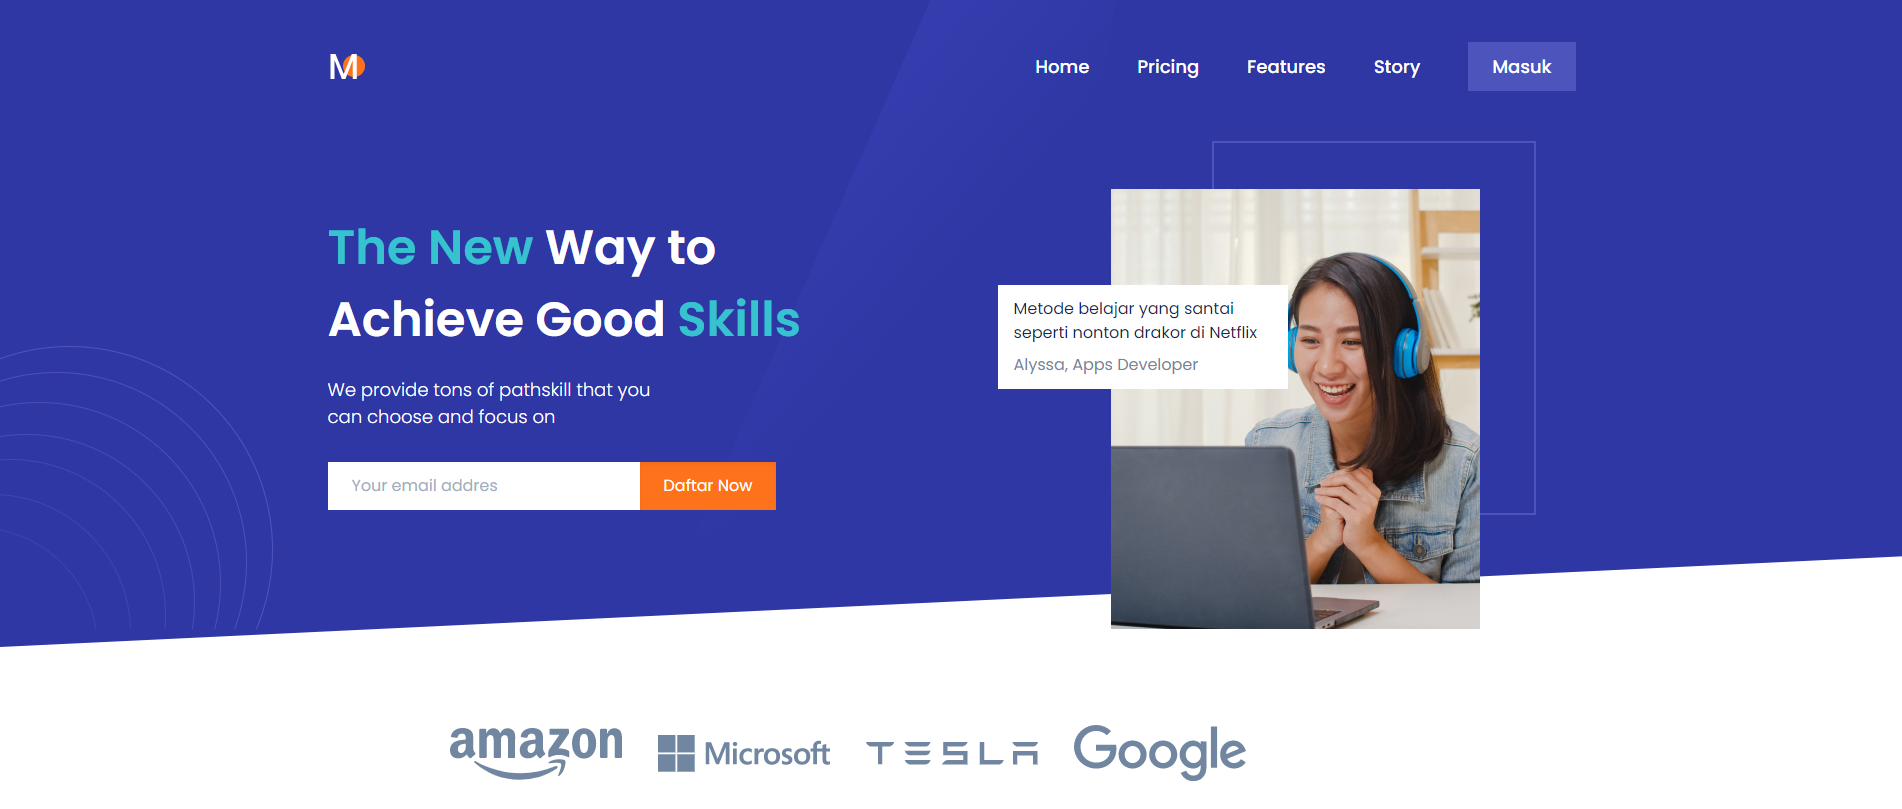 M
Home Pricing Features Story Masuk
The New Way to
Achieve Good Skills
We provide tons of pathskill that you
can choose and focus on
Your email addres
Daftar Now
Metode belajar yang santai
seperti nonton drakor di Netflix
Alyssa, Apps Developer
amazon
Microsoft
TESLA
Google